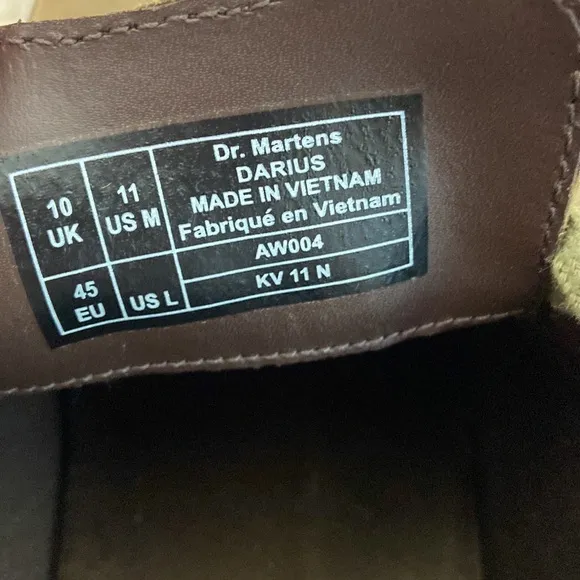 10 UK
11 US M
45 EU
US L
Dr. Martens
DARIUS
MADE IN VIETNAM
Fabriqué en Vietnam
AW004
KV 11 N